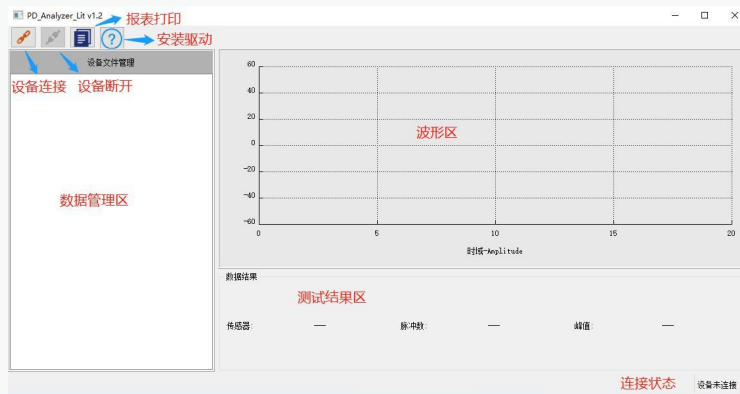 PD_Analyzer_Lit v1.2
报表打印
?
安装驱动
设备文件管理
设备连接
设备断开
数据管理区
60
40
20
0
-20
-40
-60
波形区
0
5
10
15
20
时域-Amplitude
数据结果
测试结果区
传感器: —
脉冲数: —
峰值: —
连接状态
设备未连接